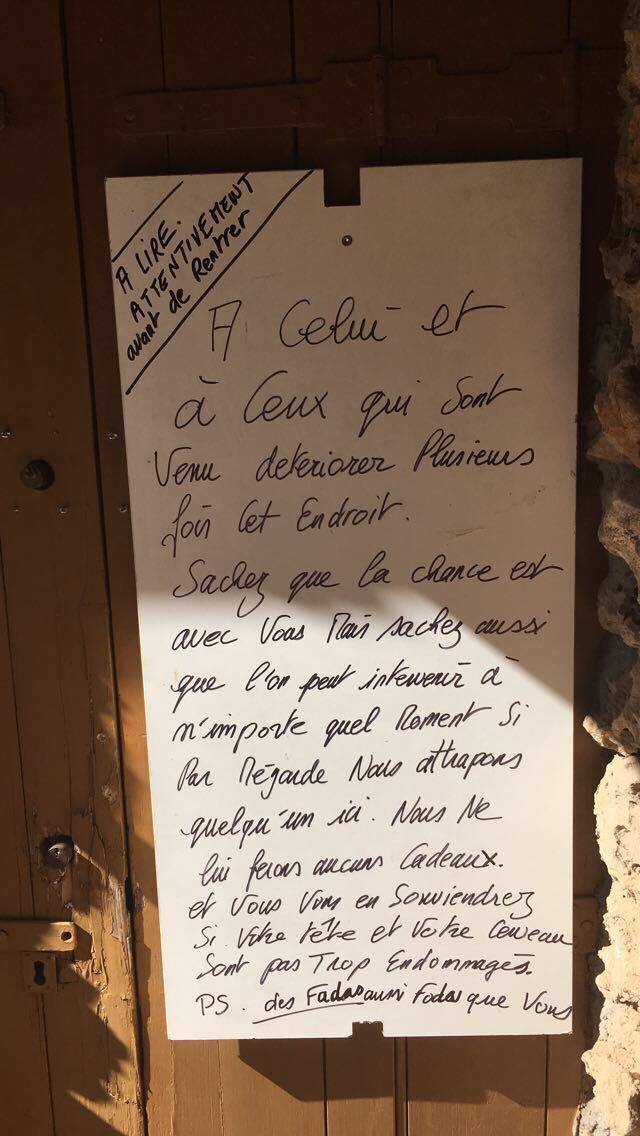 A LIRE.
ATTENTIVEMENT
avant de Rentrer
A Celui et
à Ceux qui Sont
Venu deteriorer Plusieurs
fois Cet Endroit.
Sachez que la chance est
avec Vous Mais sachez aussi
que l'on peut intervenir à
n'importe quel Moment Si
Par Mégarde Nous attrapons
quelqu'un ici. Nous Ne
lui ferons aucuns Cadeaux.
et Vous Vous en Souviendrez
Si Votre tête et Votre Cerveau
Sont pas Trop Endommagés.
PS. des Fadas aussi Fadas que Vous